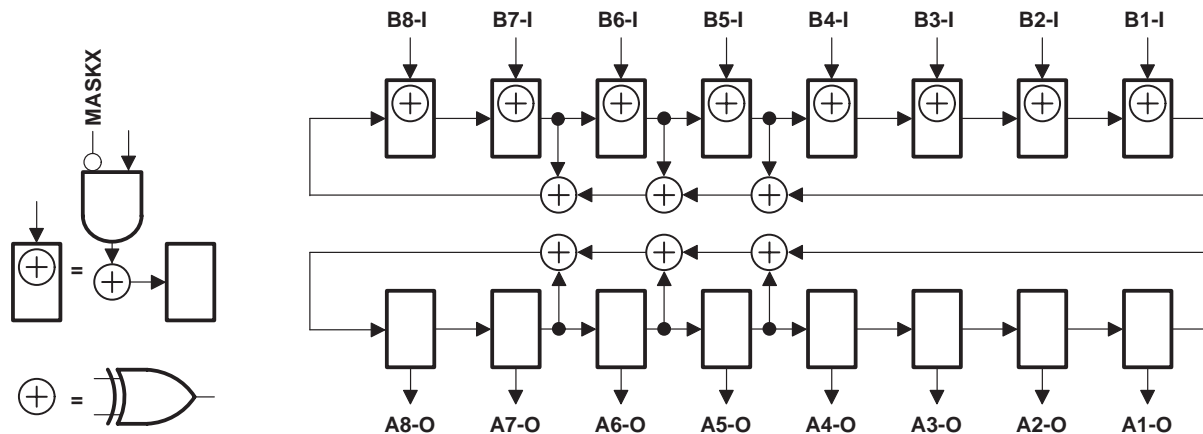 B8-I B7-I B6-I B5-I B4-I B3-I B2-I B1-I
MASKX
=
=
A8-O A7-O A6-O A5-O A4-O A3-O A2-O A1-O